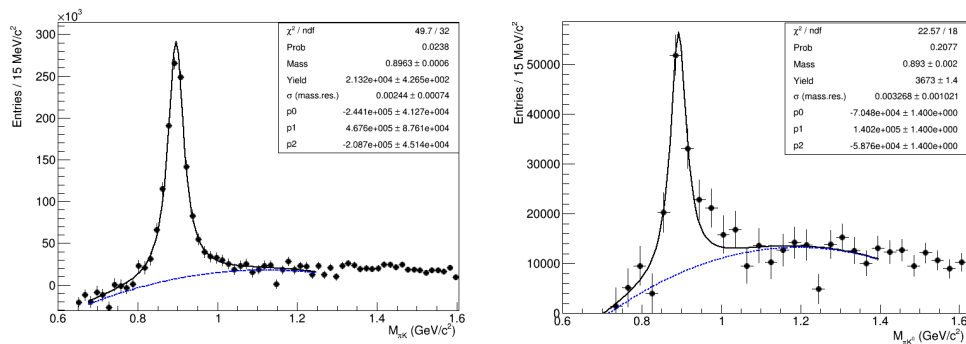 ×10³
300
250
200
150
100
50
0
0.6 0.8 1 1.2 1.4 1.6
Entries / 15 MeV/c²
M_πK (GeV/c²)
χ² / ndf 49.7 / 32
Prob 0.0238
Mass 0.8963 ± 0.0006
Yield 2.132e+04 ± 4.265e+002
σ (mass.res.) 0.00244 ± 0.00074
p0 -2.441e+05 ± 4.127e+004
p1 4.676e+05 ± 8.761e+004
p2 -2.087e+05 ± 4.514e+004
50000
40000
30000
20000
10000
0
0.6 0.8 1 1.2 1.4 1.6
Entries / 15 MeV/c²
M_πK⁰ (GeV/c²)
χ² / ndf 22.57 / 18
Prob 0.2077
Mass 0.893 ± 0.002
Yield 3673 ± 1.4
σ (mass.res.) 0.003268 ± 0.001021
p0 -7.048e+04 ± 1.400e+000
p1 1.402e+05 ± 1.400e+000
p2 -5.876e+04 ± 1.400e+000